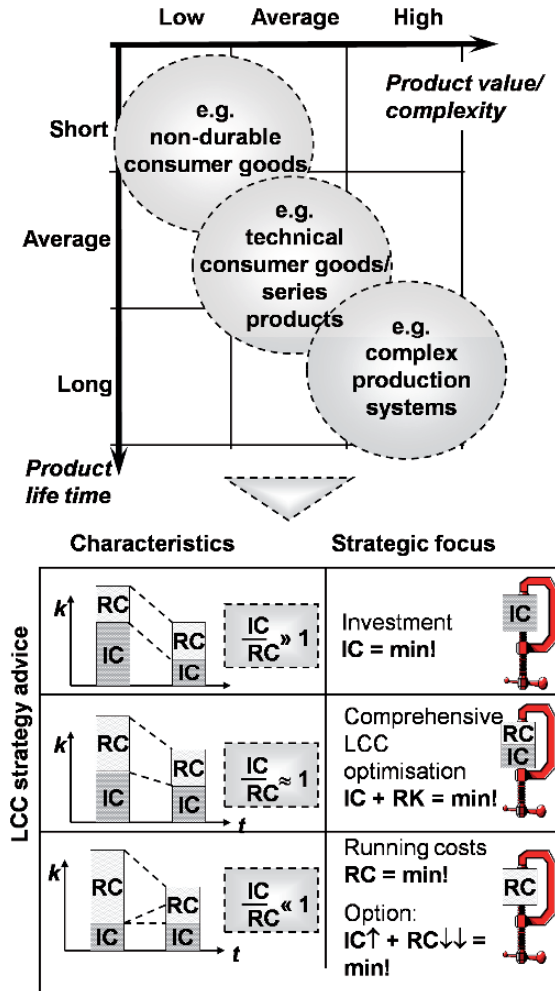 Low Average High
Product value/
complexity
Short
Average
Long
Product
life time
e.g.
non-durable
consumer goods
e.g.
technical
consumer goods/
series
products
e.g.
complex
production
systems
Characteristics Strategic focus
LCC strategy advice
k
RC
IC
RC
IC
t
IC
RC
» 1
Investment
IC = min!
IC
k
RC
IC
RC
IC
t
IC
RC
≈ 1
Comprehensive
LCC
optimisation
IC + RK = min!
RC
IC
k
RC
IC
RC
IC
t
IC
RC
« 1
Running costs
RC = min!
Option:
IC↑ + RC↓↓ =
min!
RC